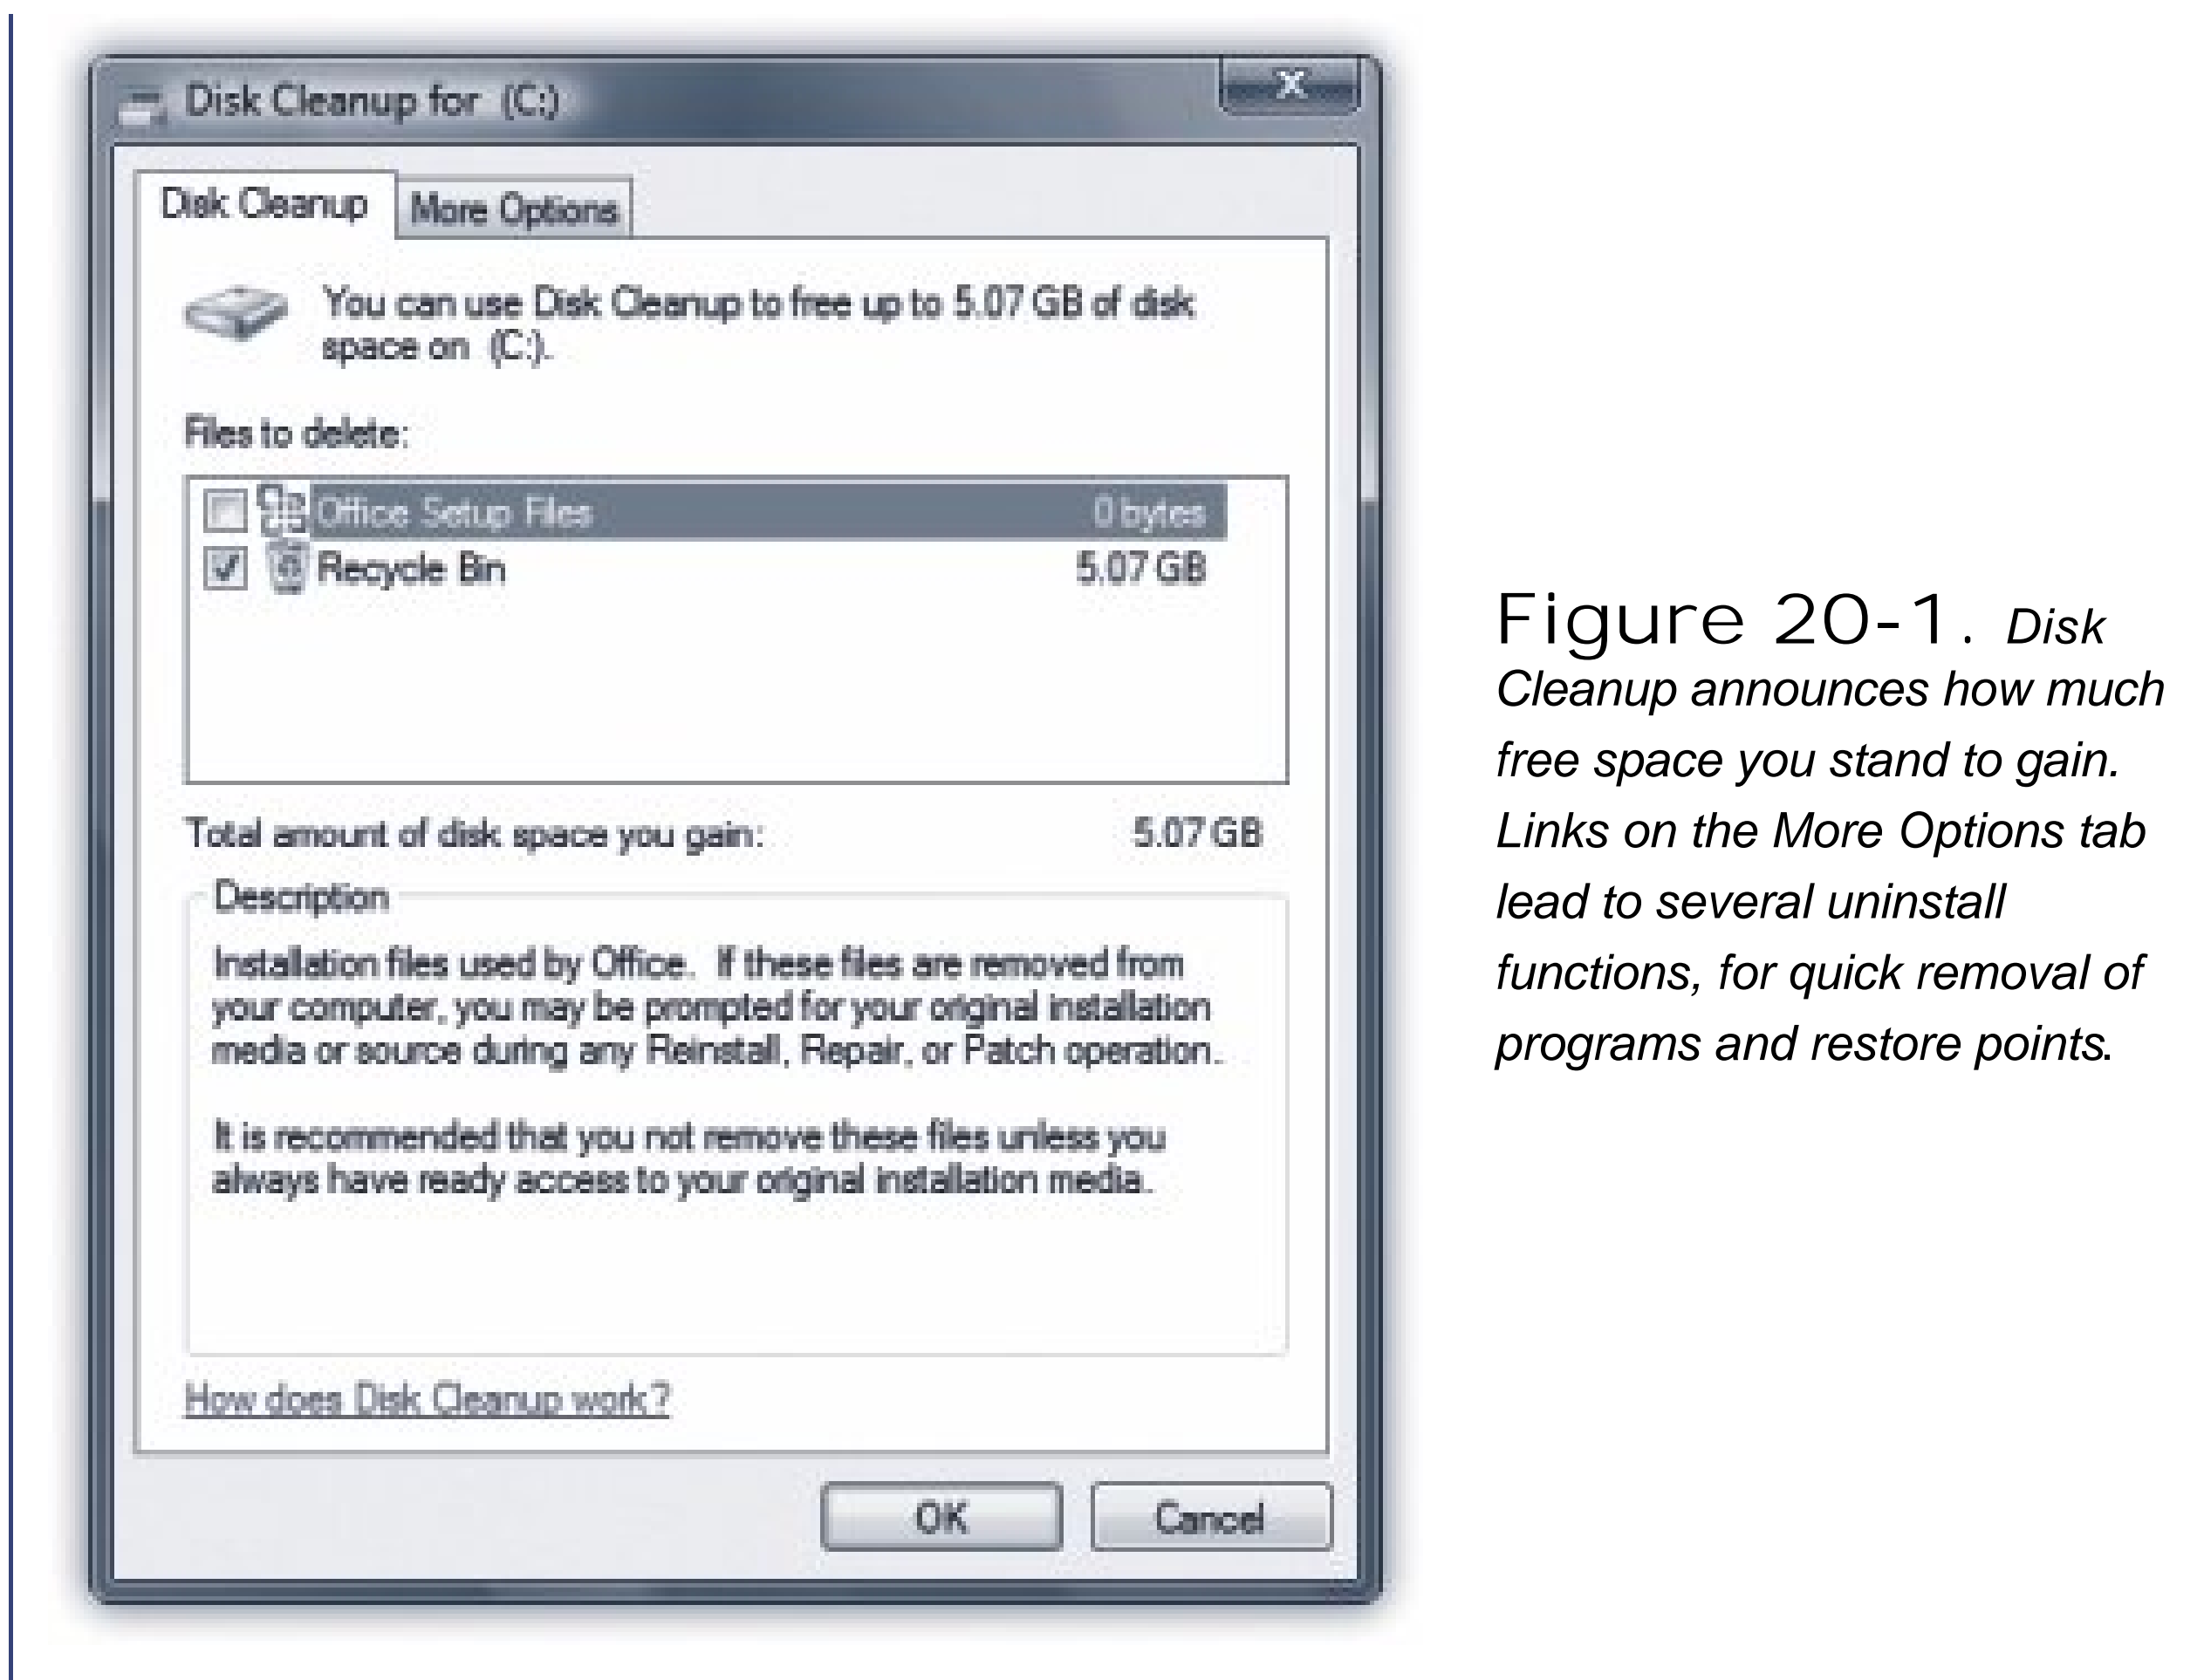 Disk Cleanup for (C:)
X
Disk Cleanup
More Options
You can use Disk Cleanup to free up to 5.07 GB of disk
space on (C:).
Files to delete:
Office Setup Files 0 bytes
Recycle Bin 5.07 GB
Total amount of disk space you gain: 5.07 GB
Description
Installation files used by Office. If these files are removed from
your computer, you may be prompted for your original installation
media or source during any Reinstall, Repair, or Patch operation.
It is recommended that you not remove these files unless you
always have ready access to your original installation media.
How does Disk Cleanup work?
OK
Cancel
Figure 20-1. Disk
Cleanup announces how much
free space you stand to gain.
Links on the More Options tab
lead to several uninstall
functions, for quick removal of
programs and restore points.